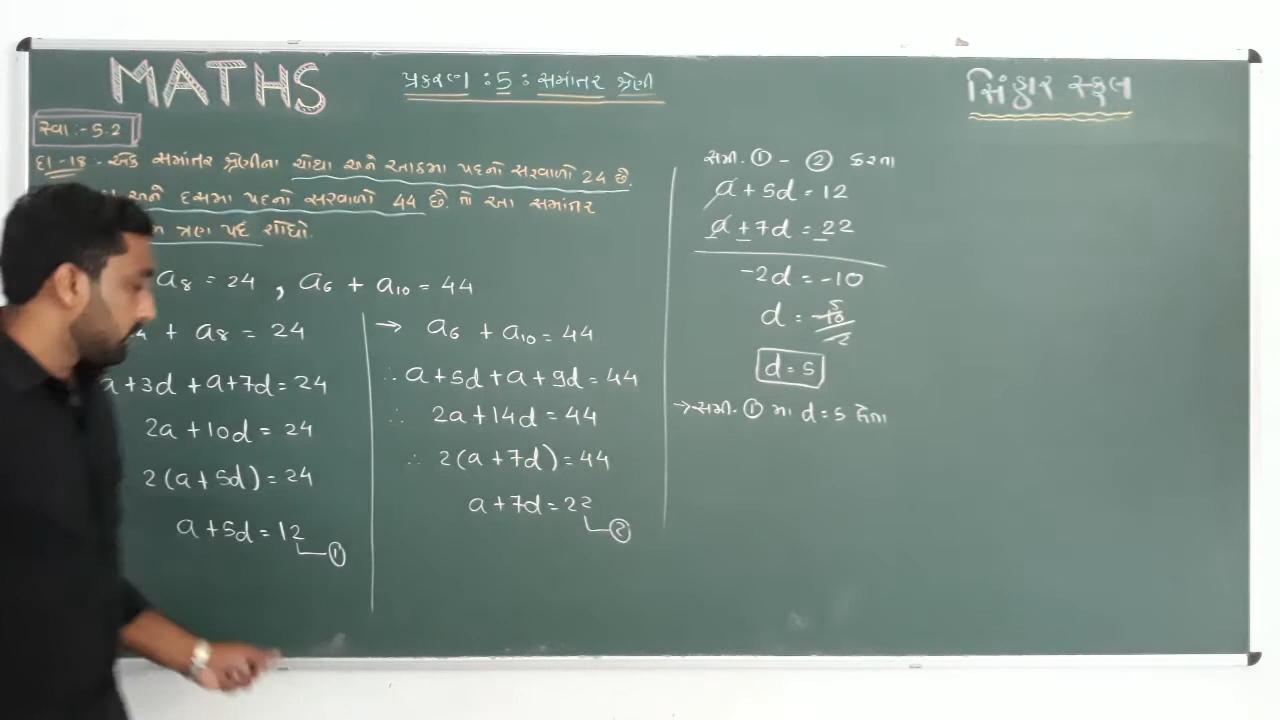 MATHS
પ્રકરણ : 5 : સમાંતર શ્રેણી
સ્વા :- 5.2
દા-18 - એક સમાંતર શ્રેણીના ચોથા અને આઠમા પદનો સરવાળો 24 છે.
અને દસમા પદનો સરવાળો 44 છે. તો આ સમાંતર
ત્રણ પદ શોધો.
a₈ = 24 , a₆ + a₁₀ = 44
+ a₈ = 24
a+3d + a+7d = 24
2a + 10d = 24
2(a + 5d) = 24
a + 5d = 12
①
→ a₆ + a₁₀ = 44
∴ a + 5d + a + 9d = 44
∴ 2a + 14d = 44
∴ 2(a + 7d) = 44
a + 7d = 22
②
સમી. ① - ② કરતા
a + 5d = 12
a + 7d = 22
-2d = -10
d = -10 5
-2
d = 5
→ સમી. ① મા d = 5 લેતા
સ્કૂલ